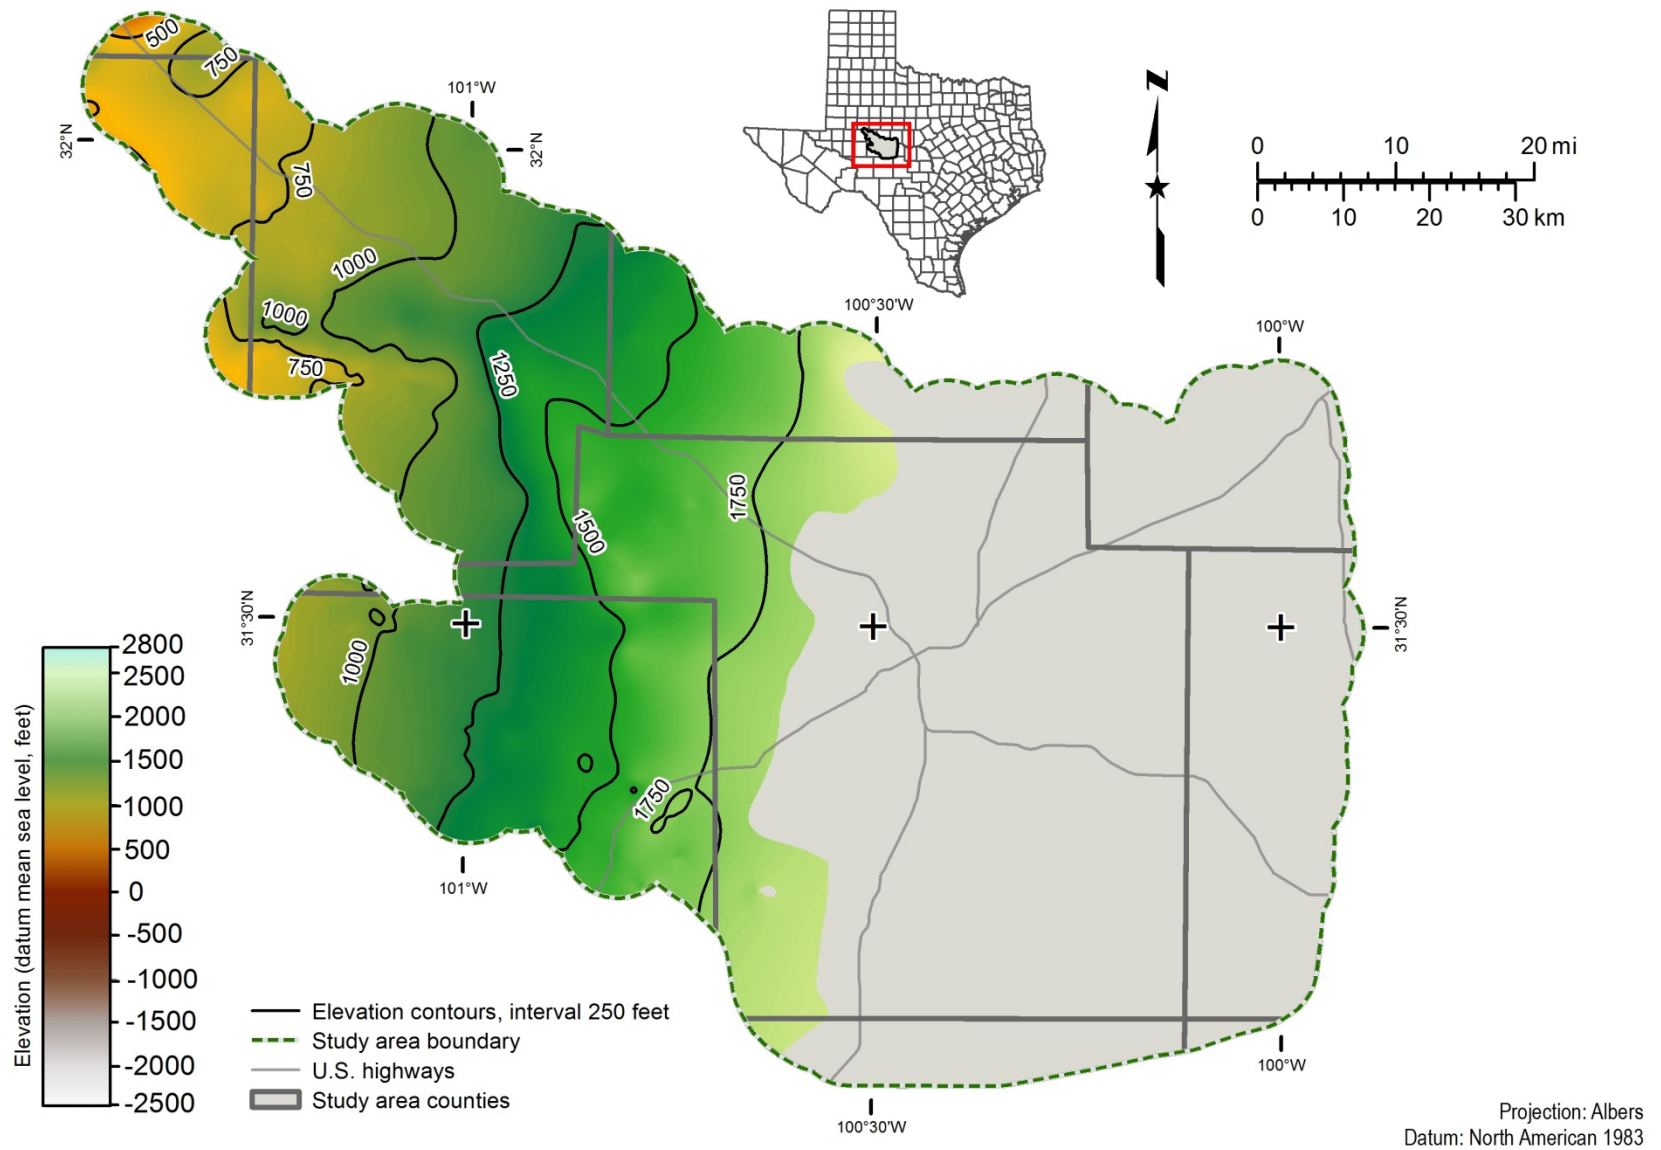 500
750
101°W
32°N
32°N
750
1000
1000
750
1250
1500
1750
1000
1750
N
0 10 20 mi
0 10 20 30 km
100°30'W
100°W
31°30'N
31°30'N
101°W
100°W
100°30'W
Elevation (datum mean sea level, feet)
2800
2500
2000
1500
1000
500
0
-500
-1000
-1500
-2000
-2500
Elevation contours, interval 250 feet
Study area boundary
U.S. highways
Study area counties
Projection: Albers
Datum: North American 1983